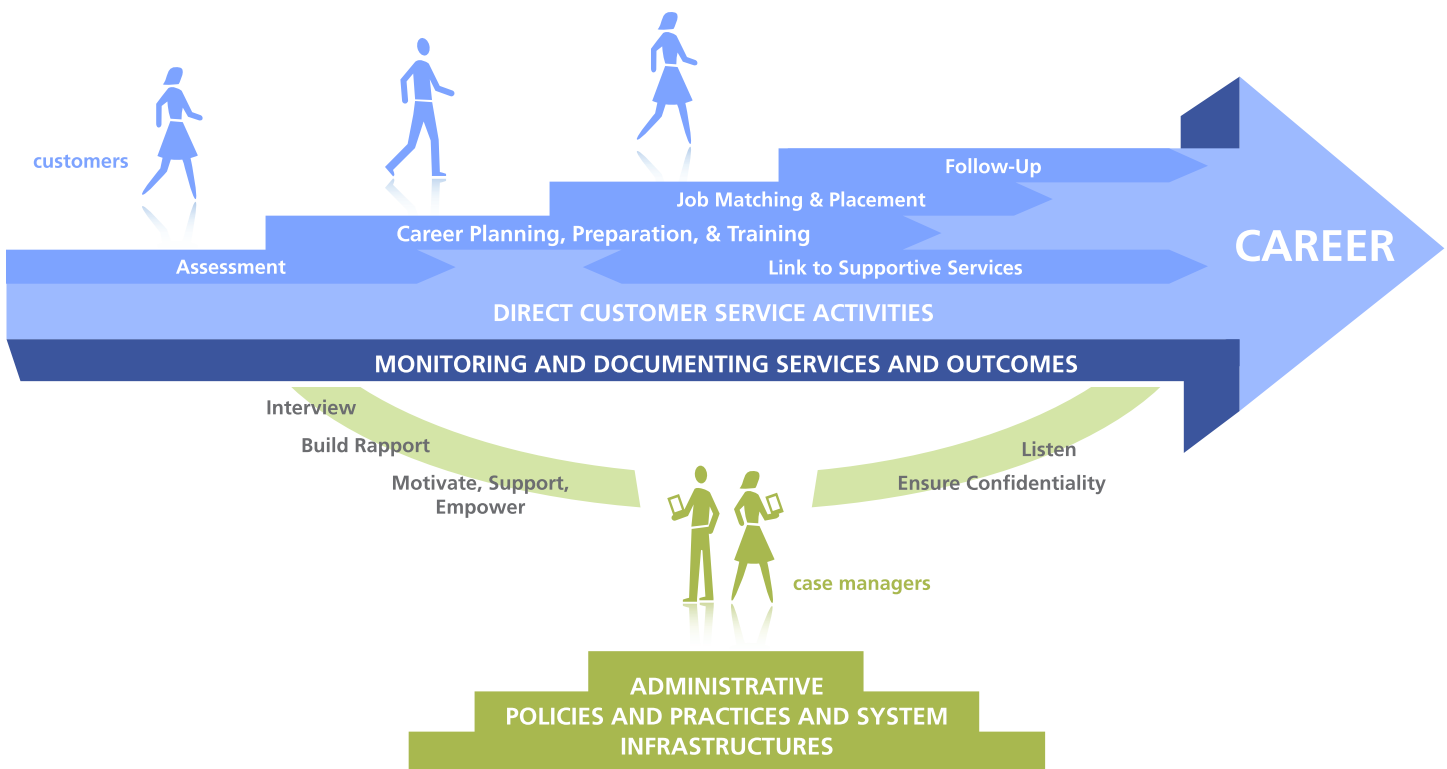 customers
Follow-Up
Job Matching & Placement
Career Planning, Preparation, & Training
Assessment
Link to Supportive Services
CAREER
DIRECT CUSTOMER SERVICE ACTIVITIES
MONITORING AND DOCUMENTING SERVICES AND OUTCOMES
Interview
Build Rapport
Motivate, Support,
Empower
Listen
Ensure Confidentiality
case managers
ADMINISTRATIVE
POLICIES AND PRACTICES AND SYSTEM
INFRASTRUCTURES